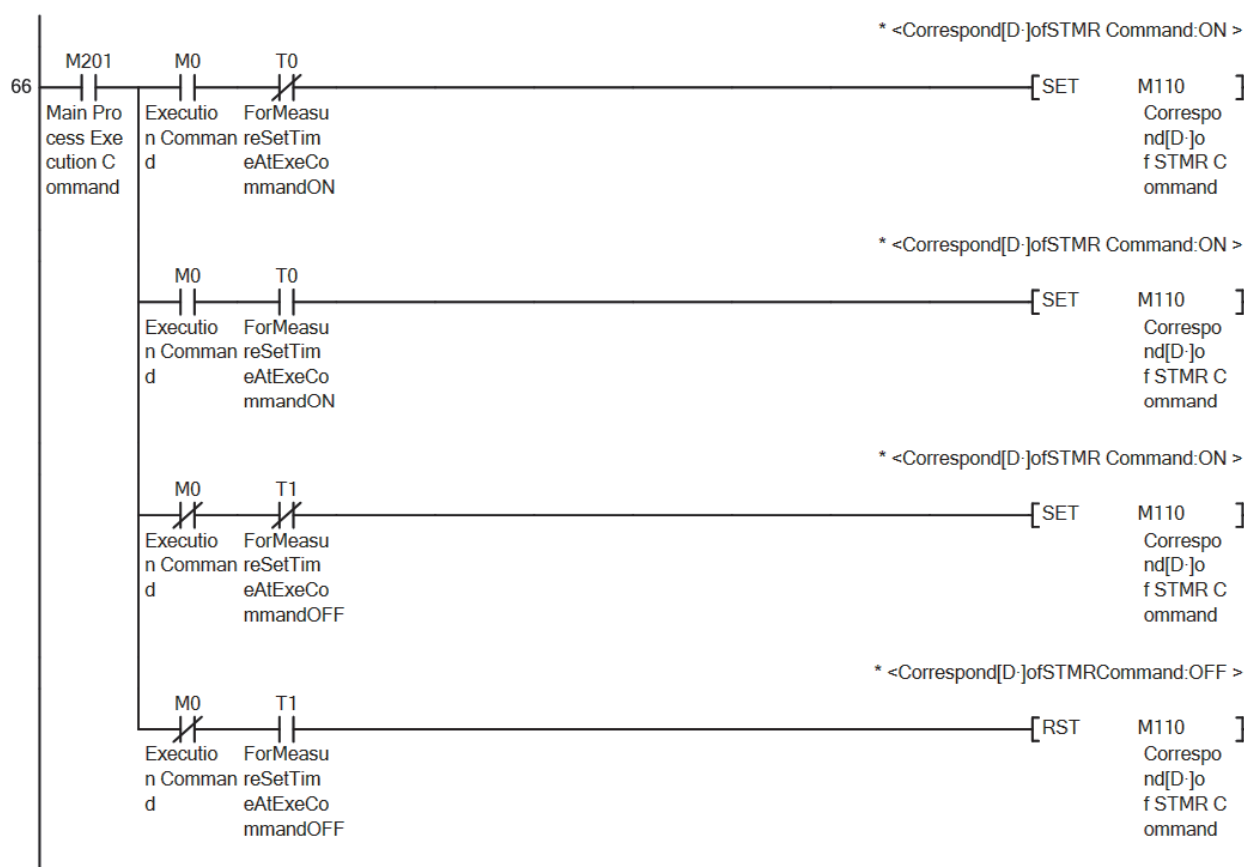 * <Correspond[D·]ofSTMR Command:ON >
M201 M0 T0
66 SET M110
Main Pro Executio ForMeasu Correspo
cess Exe n Comman reSetTim nd[D·]o
cution C d eAtExeCo f STMR C
ommand mmandON ommand
* <Correspond[D·]ofSTMR Command:ON >
M0 T0
SET M110
Executio ForMeasu Correspo
n Comman reSetTim nd[D·]o
d eAtExeCo f STMR C
mmandON ommand
* <Correspond[D·]ofSTMR Command:ON >
M0 T1
SET M110
Executio ForMeasu Correspo
n Comman reSetTim nd[D·]o
d eAtExeCo f STMR C
mmandOFF ommand
* <Correspond[D·]ofSTMRCommand:OFF >
M0 T1
RST M110
Executio ForMeasu Correspo
n Comman reSetTim nd[D·]o
d eAtExeCo f STMR C
mmandOFF ommand